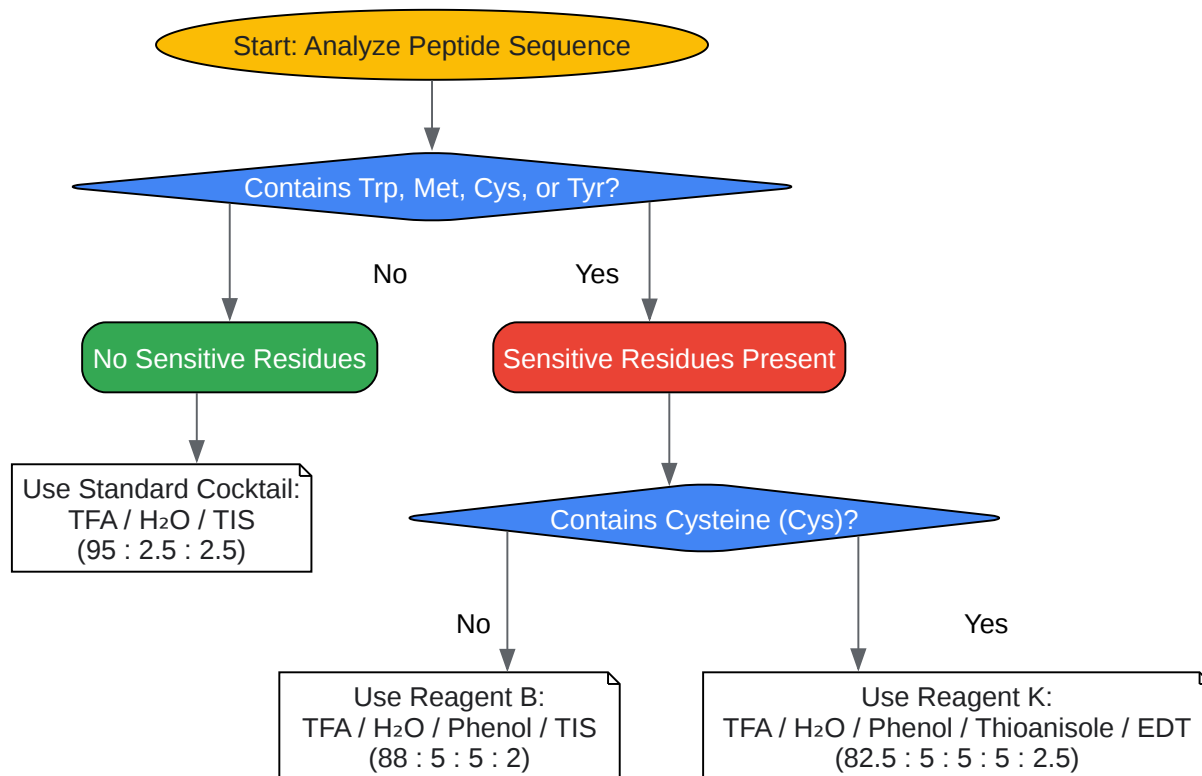 Start: Analyze Peptide Sequence
Contains Trp, Met, Cys, or Tyr?
No
Yes
No Sensitive Residues
Sensitive Residues Present
Use Standard Cocktail:
TFA / H₂O / TIS
(95 : 2.5 : 2.5)
Contains Cysteine (Cys)?
No
Yes
Use Reagent B:
TFA / H₂O / Phenol / TIS
(88 : 5 : 5 : 2)
Use Reagent K:
TFA / H₂O / Phenol / Thioanisole / EDT
(82.5 : 5 : 5 : 5 : 2.5)